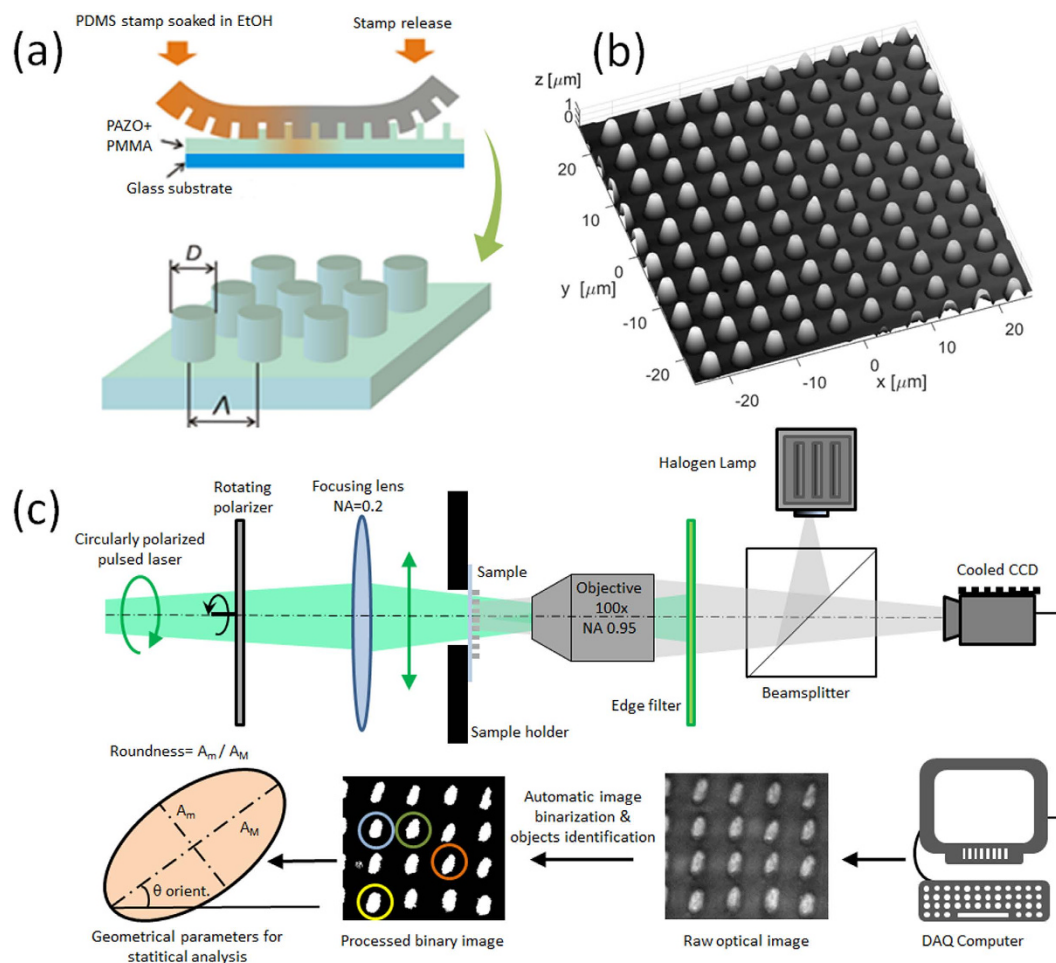 (a)
PDMS stamp soaked in EtOH
Stamp release
PAZO+
PMMA
Glass substrate
D
Λ
(b)
z [μm]
1
0
20
10
0
-10
-20
y [μm]
-20
-10
0
10
20
x [μm]
(c)
Halogen Lamp
Rotating
polarizer
Focusing lens
NA=0.2
Circularly polarized
pulsed laser
Sample
Objective
100x
NA 0.95
Cooled CCD
Beamsplitter
Edge filter
Sample holder
Roundness= Am / AM
Am
AM
θ orient.
Geometrical parameters for
statitical analysis
Processed binary image
Automatic image
binarization &
objects identification
Raw optical image
DAQ Computer